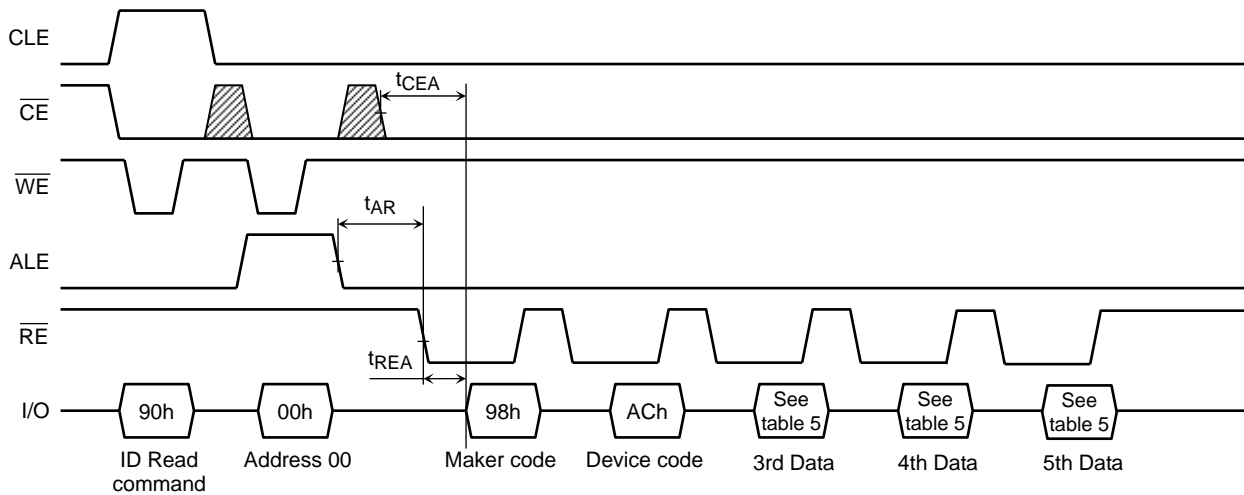 CLE
tCEA
CE
WE
tAR
ALE
RE
tREA
I/O 90h 00h 98h ACh See table 5 See table 5 See table 5
ID Read command Address 00 Maker code Device code 3rd Data 4th Data 5th Data